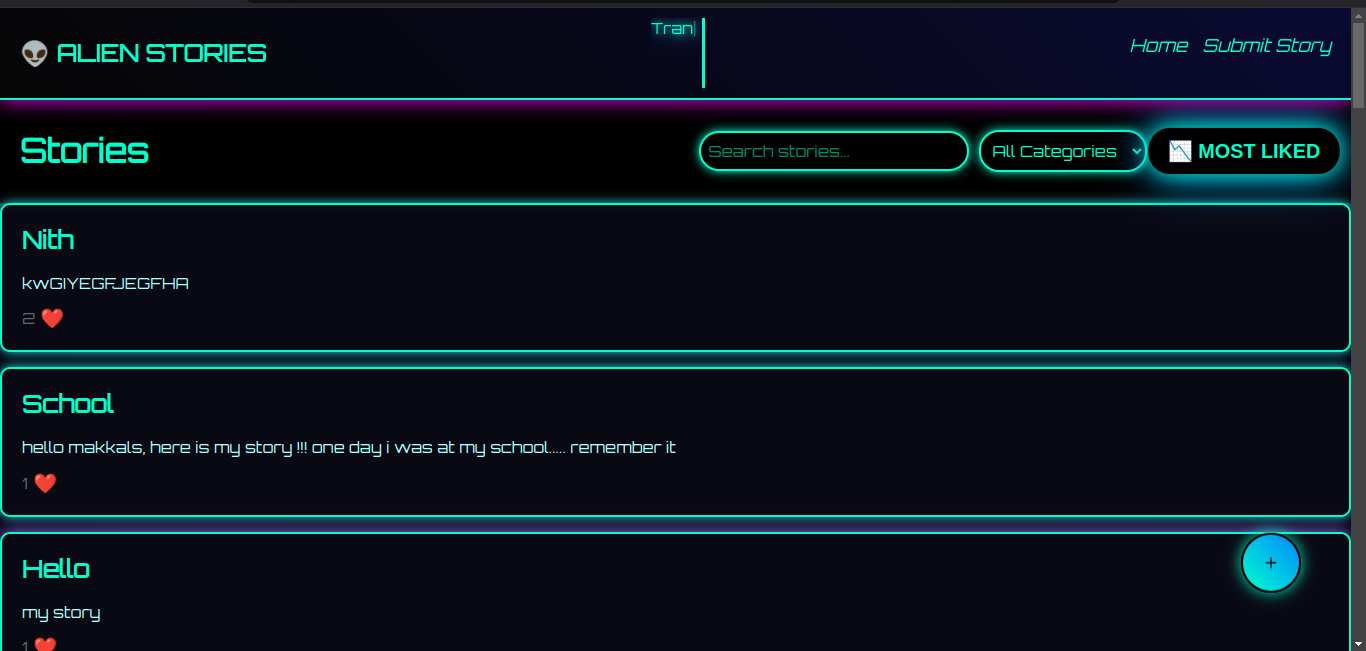 Tran|
👽 ALIEN STORIES
Home Submit Story
Stories
Search stories...
All Categories
📉 MOST LIKED
Nith
kwGIYEGFJEGFHA
2 ❤️
School
hello makkals, here is my story !!! one day i was at my school..... remember it
1 ❤️
Hello
+
my story
1 ❤️